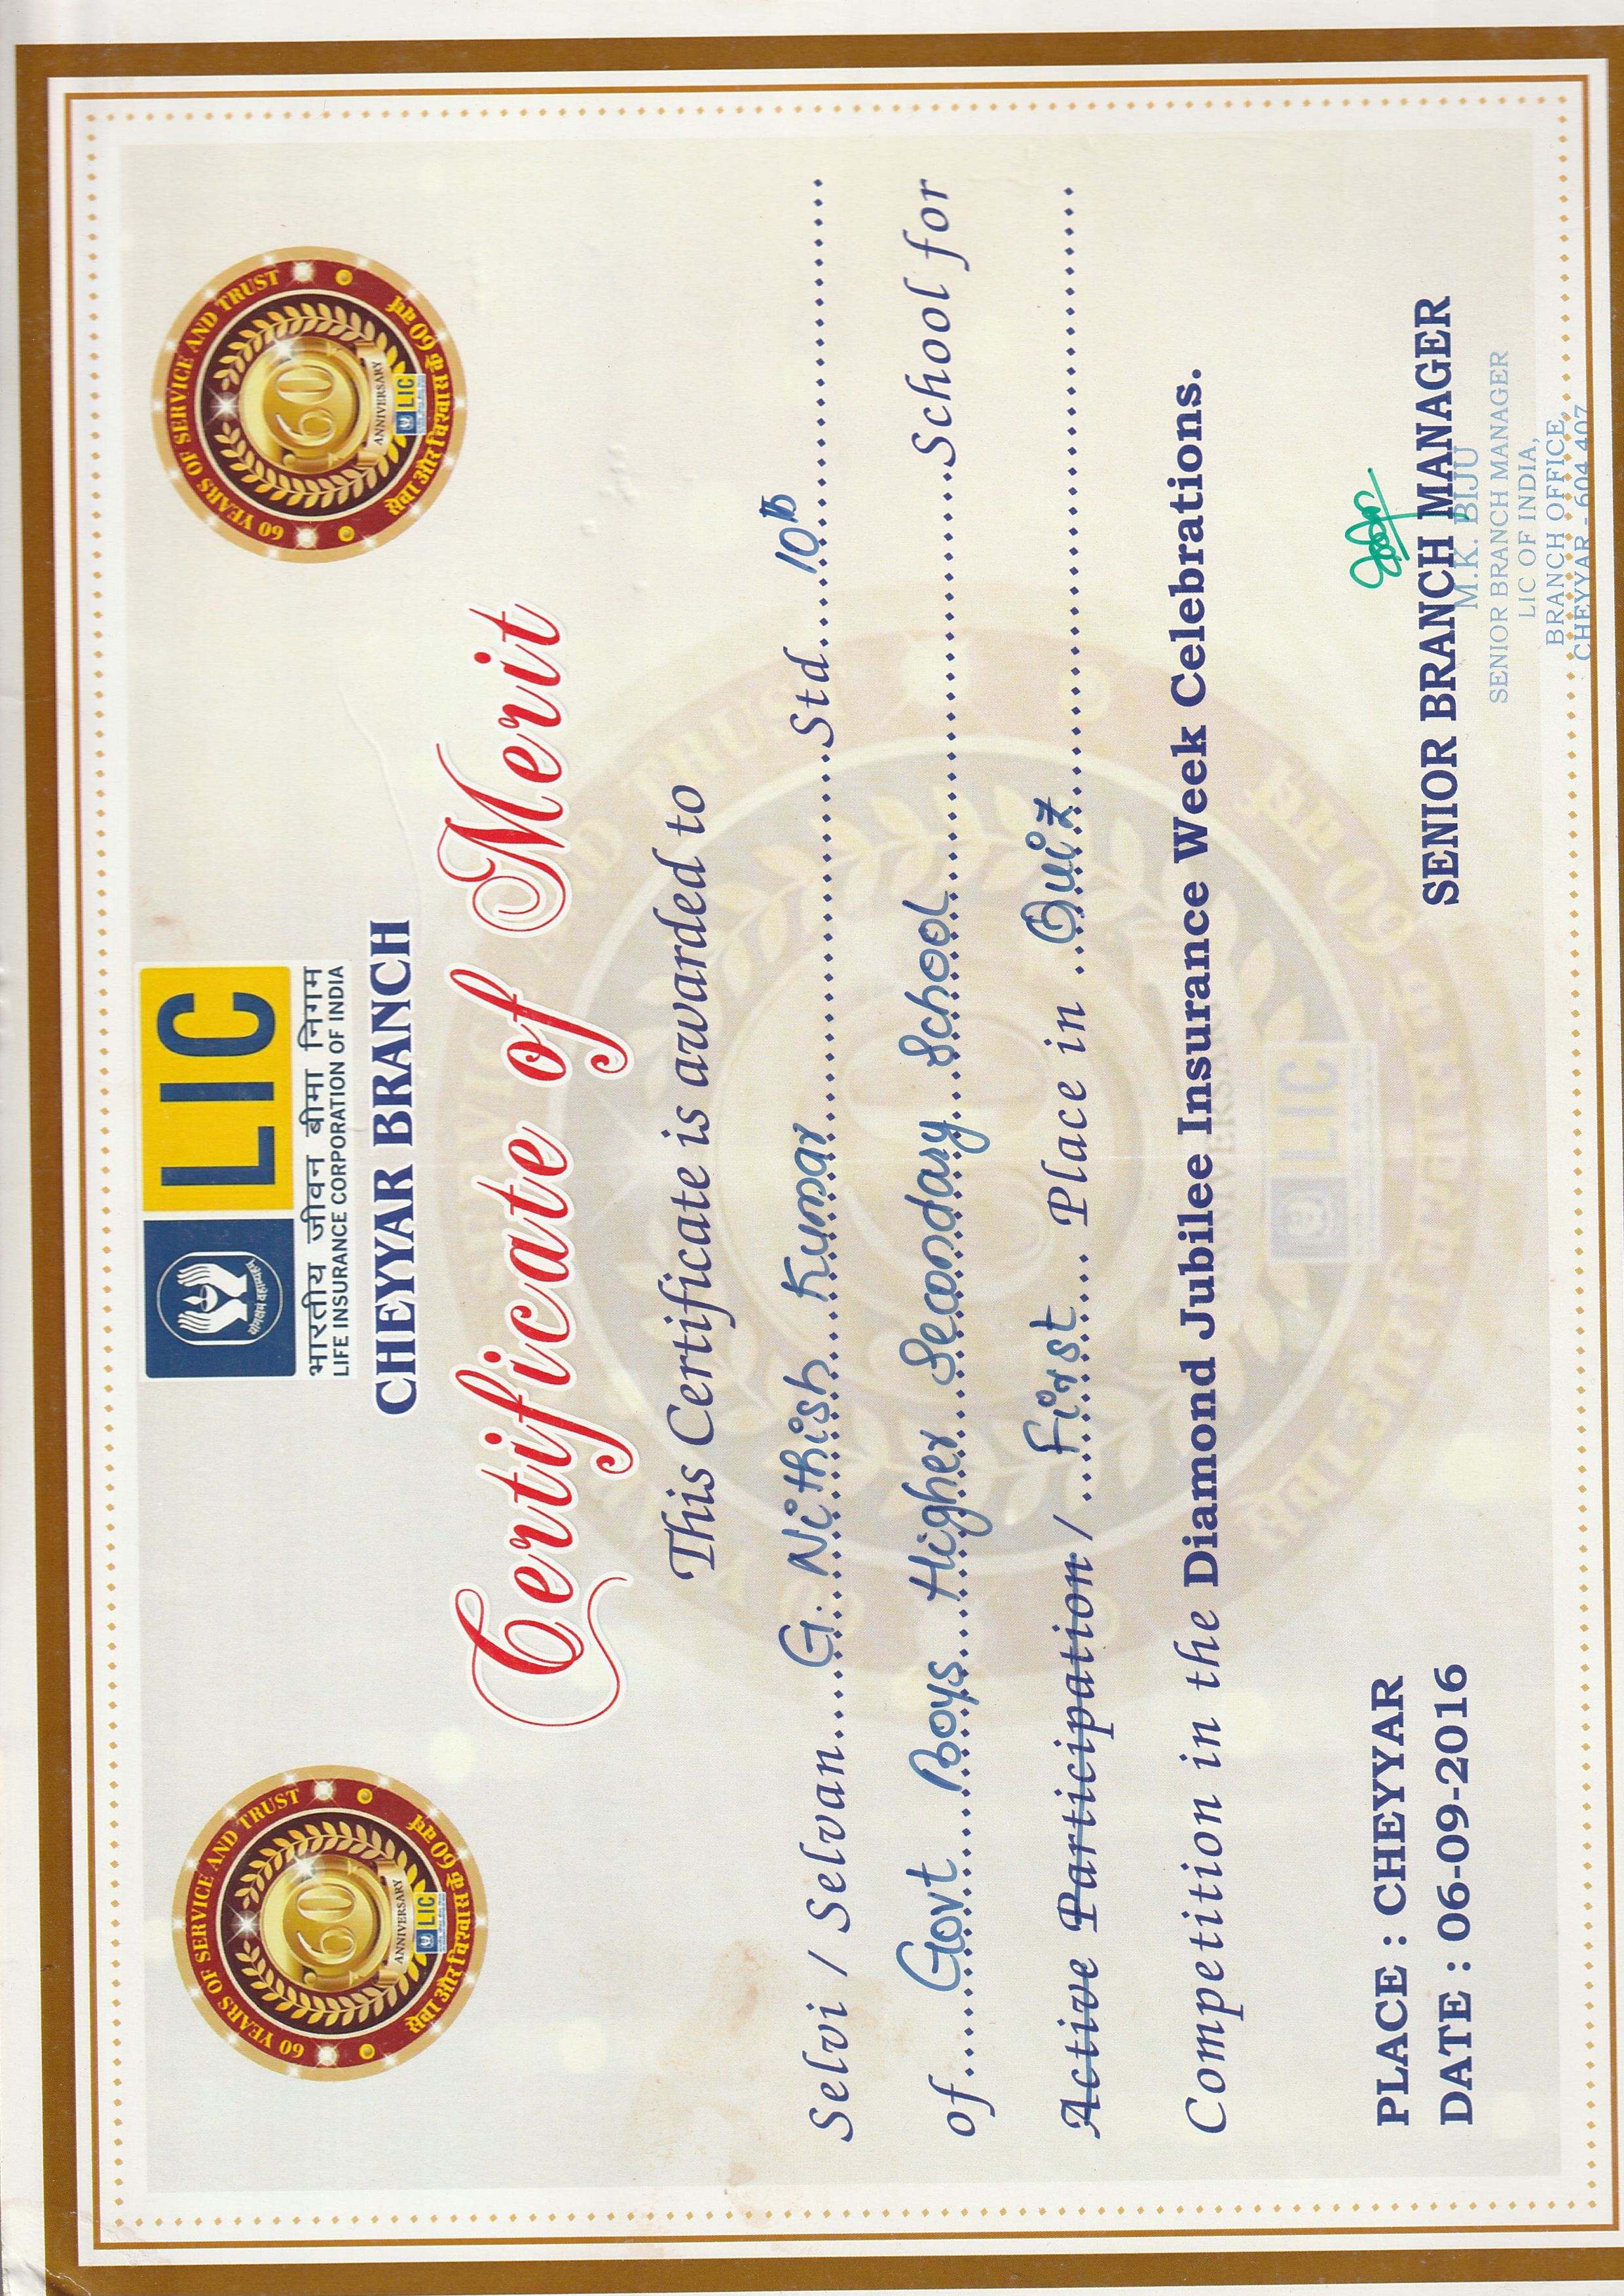 60 YEARS OF SERVICE AND TRUST
60
ANNIVERSARY
LIC
सेवा और विश्वास के 60 वर्ष
योगक्षेमं वहाम्यहम्
LIC
भारतीय जीवन बीमा निगम
LIFE INSURANCE CORPORATION OF INDIA
60 YEARS OF SERVICE AND TRUST
60
ANNIVERSARY
LIC
सेवा और विश्वास के 60 वर्ष
CHEYYAR BRANCH
Certificate of Merit
This Certificate is awarded to
Selvi / Selvan....G. Nithish Kumar....Std....10th....
of....Govt Boys Higher Secondary School....School for
Active Participation / ....First.... Place in ....Quiz....
Competition in the Diamond Jubilee Insurance Week Celebrations.
PLACE : CHEYYAR
DATE : 06-09-2016
SENIOR BRANCH MANAGER
M.K. BIJU
SENIOR BRANCH MANAGER
LIC OF INDIA,
BRANCH OFFICE,
CHEYYAR - 604 407